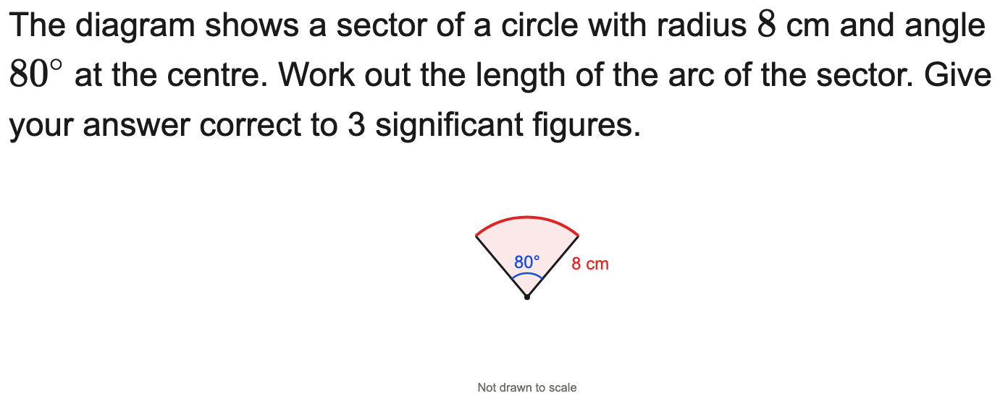 The diagram shows a sector of a circle with radius 8 cm and angle
80° at the centre. Work out the length of the arc of the sector. Give
your answer correct to 3 significant figures.
80°
8 cm
Not drawn to scale